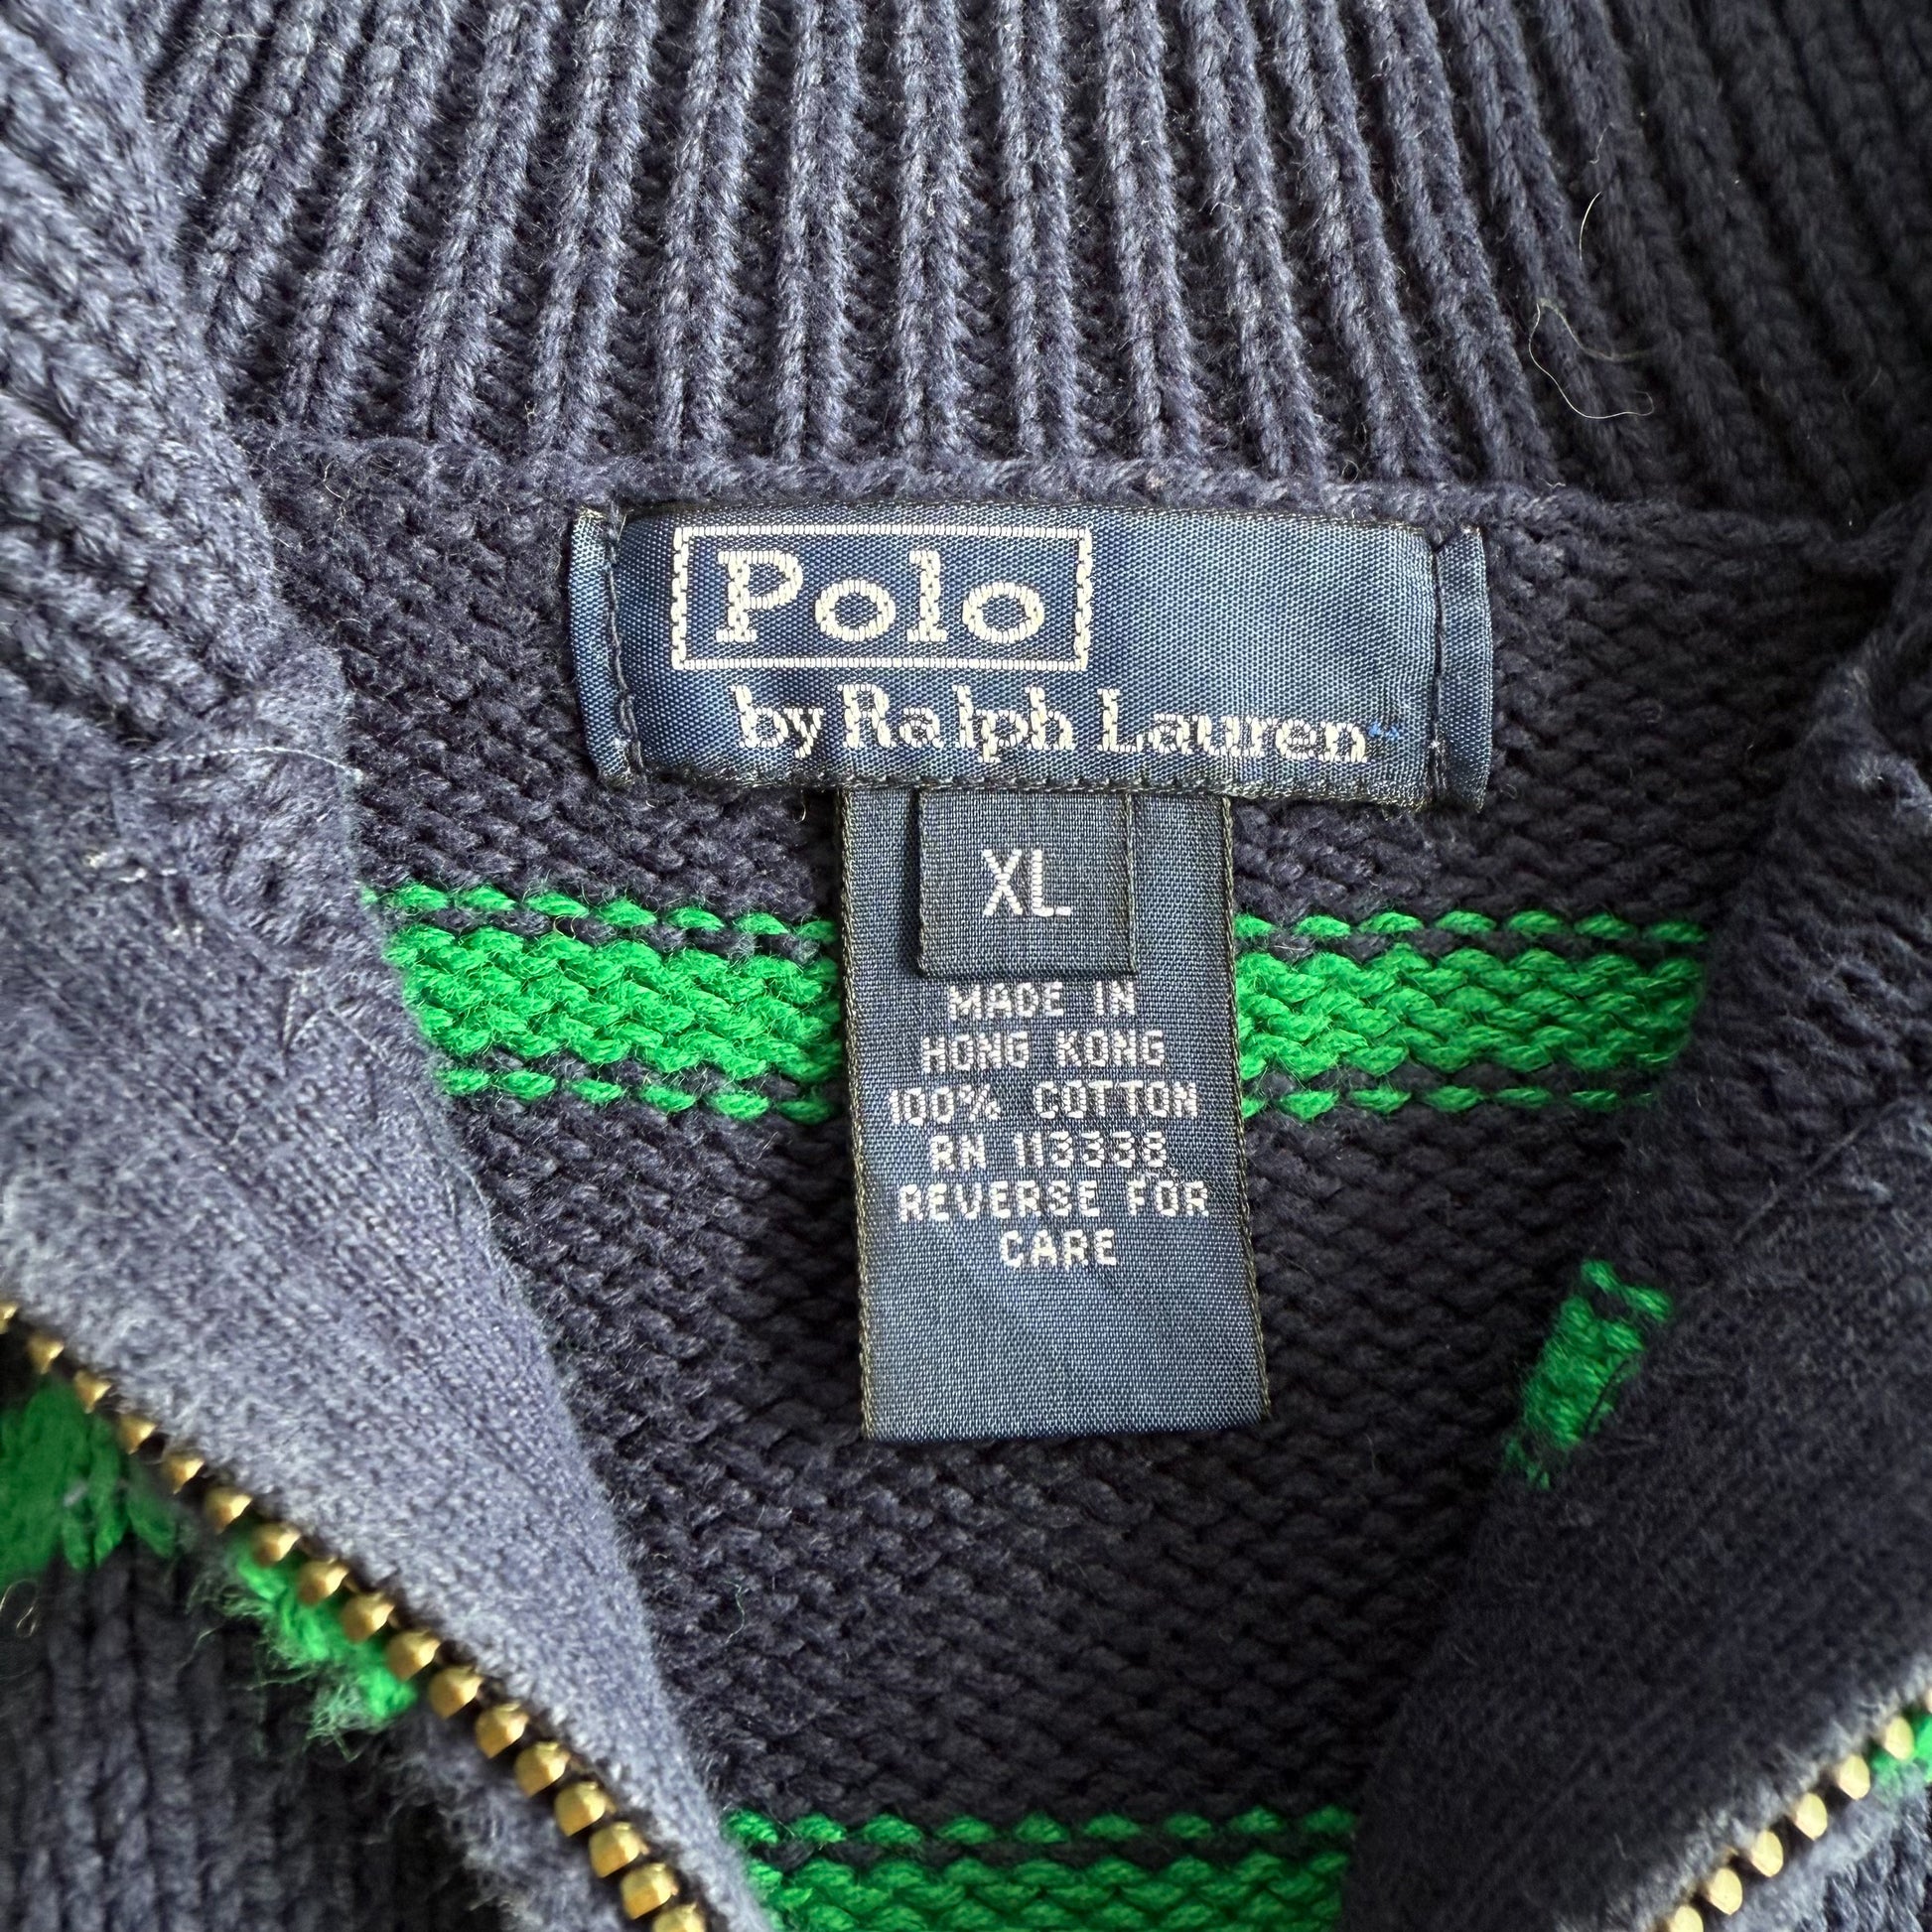 Polo
by Ralph Lauren
XL
MADE IN
HONG KONG
100% COTTON
RN 113338
REVERSE FOR
CARE